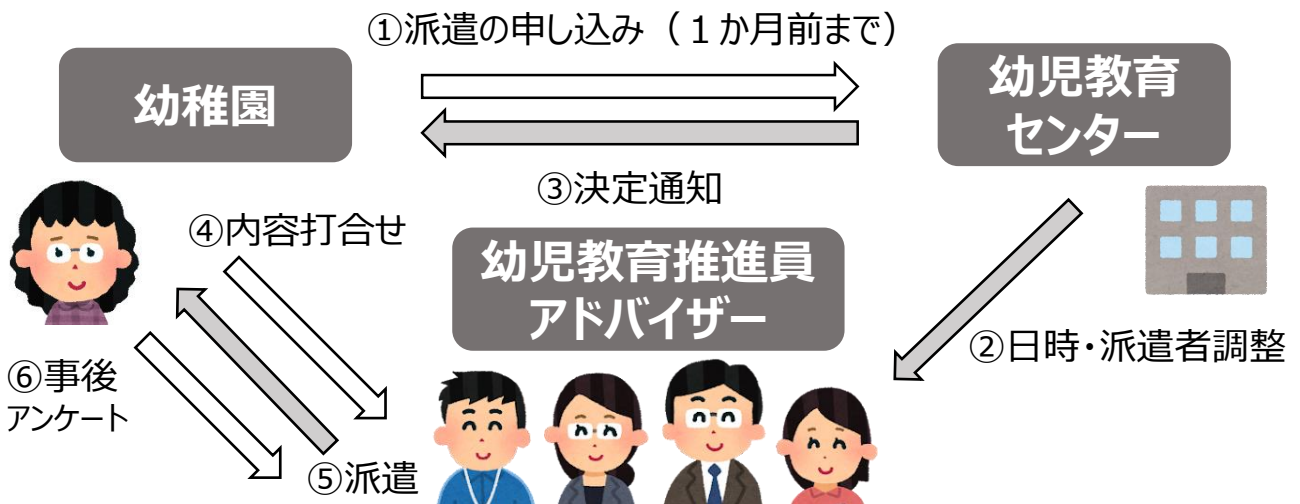 ①派遣の申し込み（１か月前まで）
幼稚園
幼児教育
センター
③決定通知
④内容打合せ
幼児教育推進員
アドバイザー
②日時・派遣者調整
⑥事後
アンケート
⑤派遣